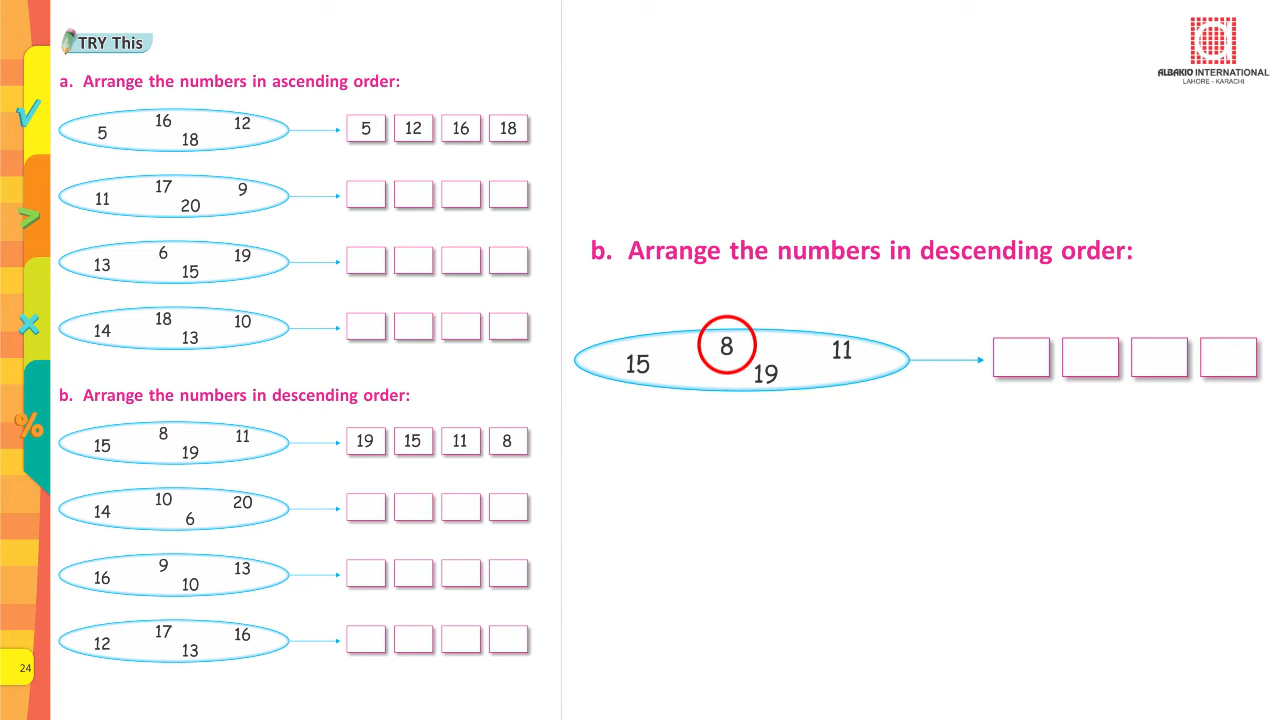 TRY This
a. Arrange the numbers in ascending order:
5 16 18 12 5 12 16 18
11 17 20 9
13 6 15 19
14 18 13 10
b. Arrange the numbers in descending order:
15 8 19 11 19 15 11 8
14 10 6 20
16 9 10 13
12 17 13 16
24
ALBAKIO INTERNATIONAL
LAHORE - KARACHI
b. Arrange the numbers in descending order:
15 8 19 11